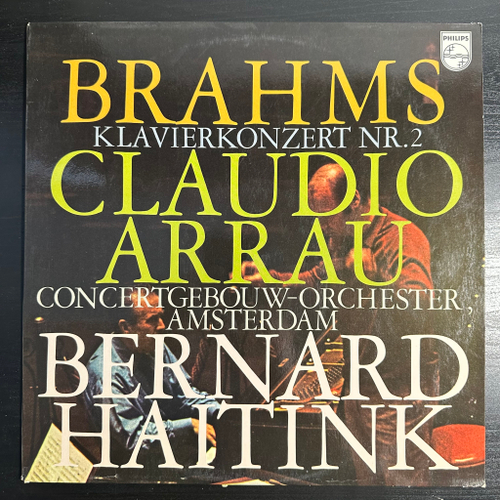 PHILIPS
BRAHMS
KLAVIERKONZERT NR.2
CLAUDIO
ARRAU
CONCERTGEBOUW-ORCHESTER,
AMSTERDAM
BERNARD
HAITINK